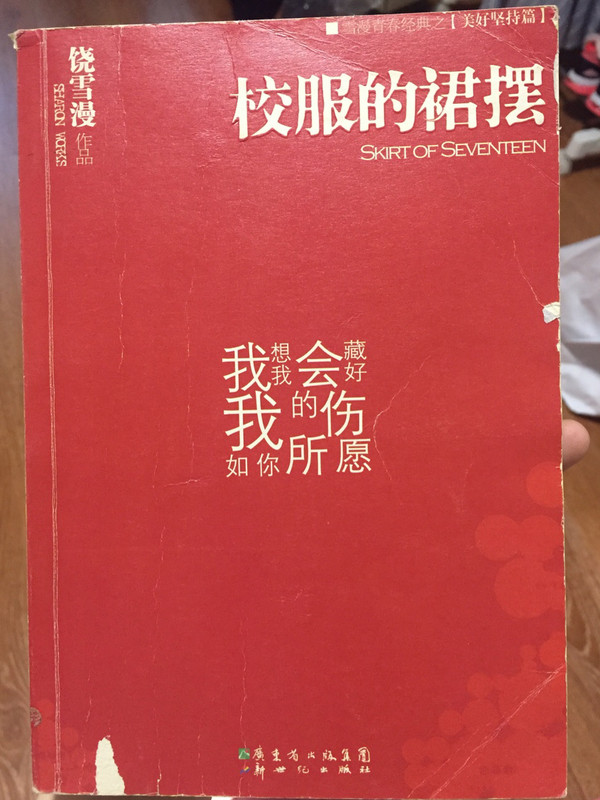 雪漫青春经典之【美好坚持篇】
校服的裙摆
SKIRT OF SEVENTEEN
饶雪漫 作品
我想我会藏好
我的伤
如你所愿
广东省出版集团
新世纪出版社